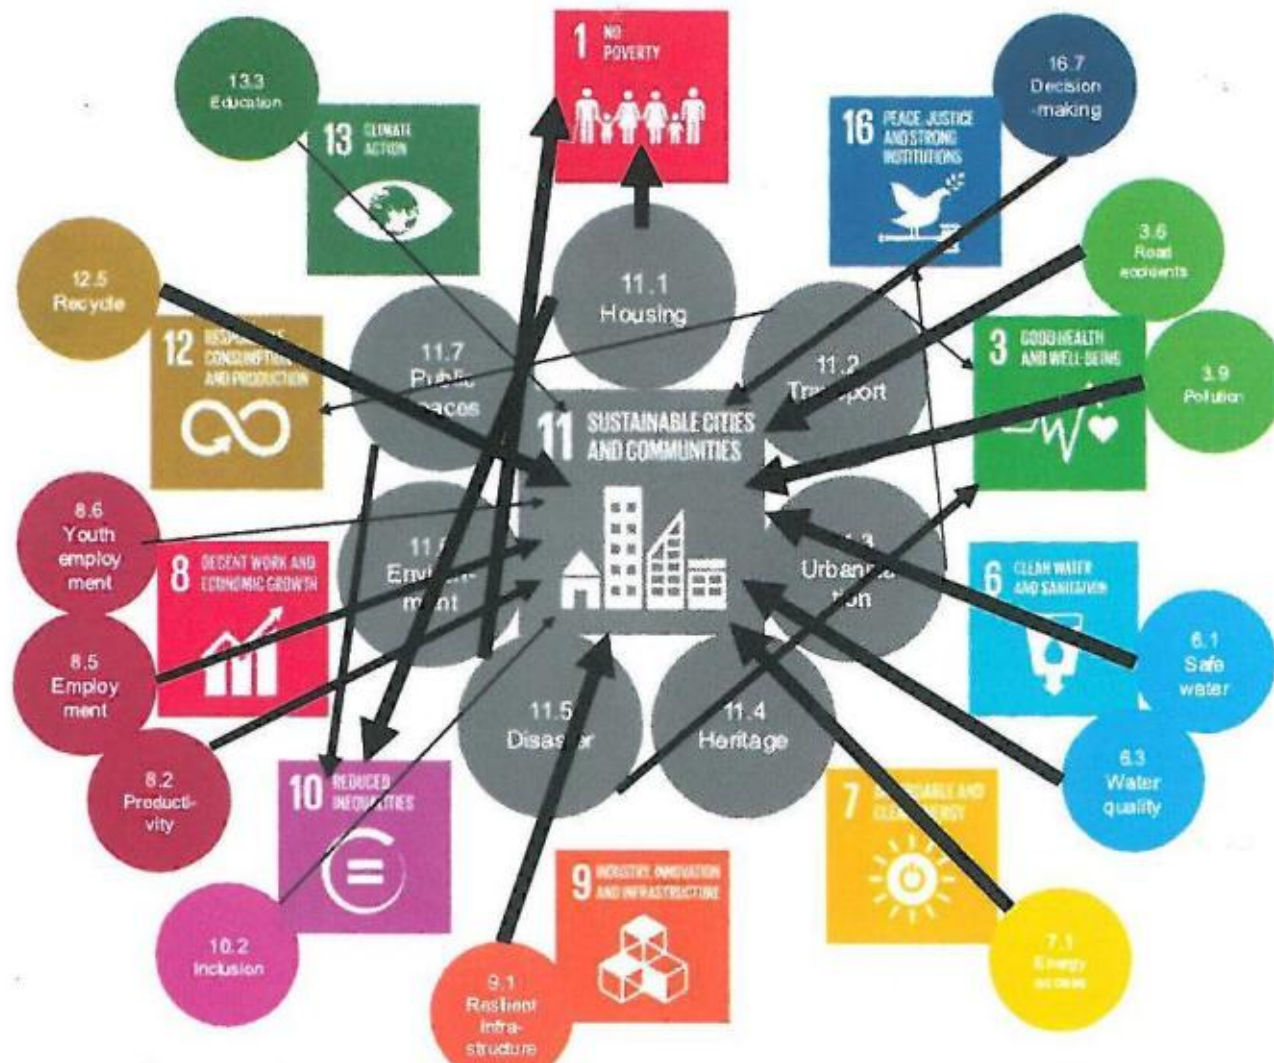 13.3
Education
13
CLIMATE
ACTION
1
NO
POVERTY
16
PEACE, JUSTICE
AND STRONG
INSTITUTIONS
16.7
Decision
-making
12.5
Recycle
12
CONSUMPTION
AND PRODUCTION
11.7
Public
11.1
Housing
11.2
Transport
3
GOOD HEALTH
AND WELL-BEING
3.6
Road
accidents
3.9
Pollution
11
SUSTAINABLE CITIES
AND COMMUNITIES
8.6
Youth
employ
ment
8
DECENT WORK AND
ECONOMIC GROWTH
8.5
Employ
ment
8.2
Producti-
vity
ment
tion
6
CLEAN WATER
AND SANITATION
6.1
Safe
water
6.3
Water
quality
11.5
Disaster
11.4
Heritage
10
REDUCED
INEQUALITIES
10.2
Inclusion
9.1
Resilient
infra-
structure
9
INDUSTRY, INNOVATION
AND INFRASTRUCTURE
7
AND
7.1
Energy
access